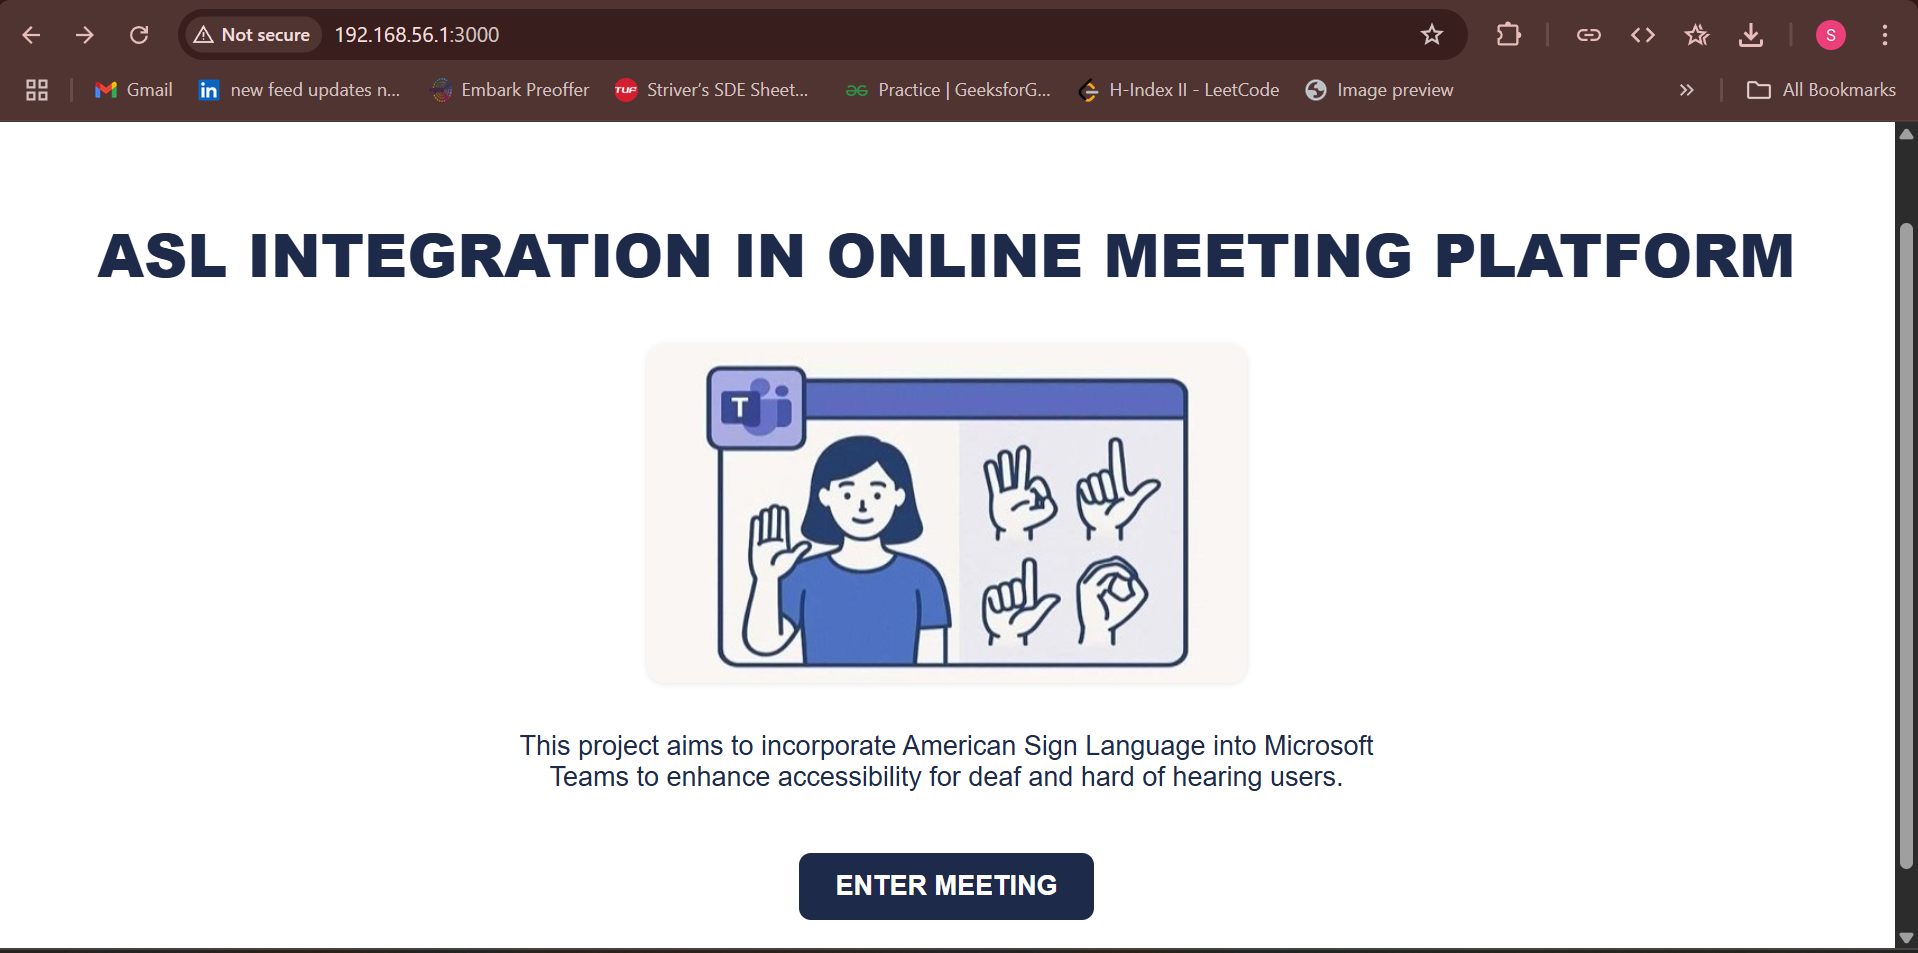 Not secure 192.168.56.1:3000 S
Gmail in new feed updates n... Embark Preoffer TUF Striver's SDE Sheet... Practice | GeeksforG... H-Index II - LeetCode Image preview » All Bookmarks
ASL INTEGRATION IN ONLINE MEETING PLATFORM
T
This project aims to incorporate American Sign Language into Microsoft
Teams to enhance accessibility for deaf and hard of hearing users.
ENTER MEETING